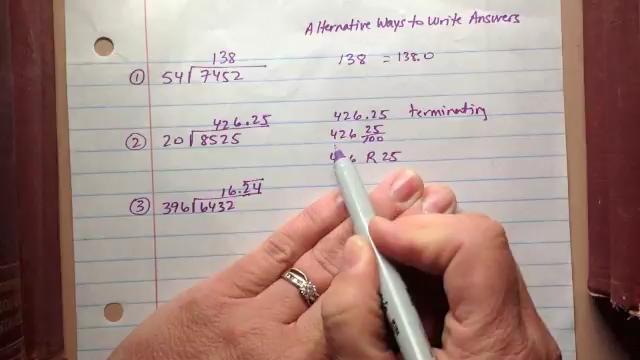 Alternative Ways to Write Answers
138
① 54 7452
138 = 138.0
426.25
② 20 8525
426.25 terminating
426 25/100
R 25
16.24
③ 396 6432